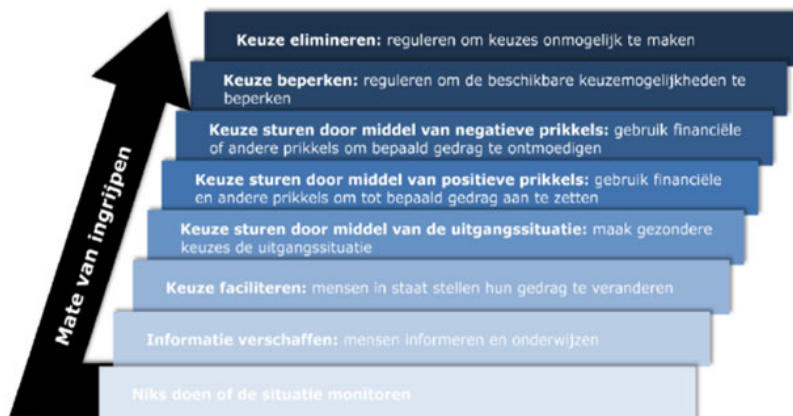 Keuze elimineren: reguleren om keuzes onmogelijk te maken
Keuze beperken: reguleren om de beschikbare keuzemogelijkheden te
beperken
Keuze sturen door middel van negatieve prikkels: gebruik financiële
of andere prikkels om bepaald gedrag te ontmoedigen
Keuze sturen door middel van positieve prikkels: gebruik financiële
en andere prikkels om tot bepaald gedrag aan te zetten
Keuze sturen door middel van de uitgangssituatie: maak gezondere
keuzes de uitgangssituatie
Keuze faciliteren: mensen in staat stellen hun gedrag te veranderen
Informatie verschaffen: mensen informeren en onderwijzen
Niks doen of de situatie monitoren
Mate van ingrijpen